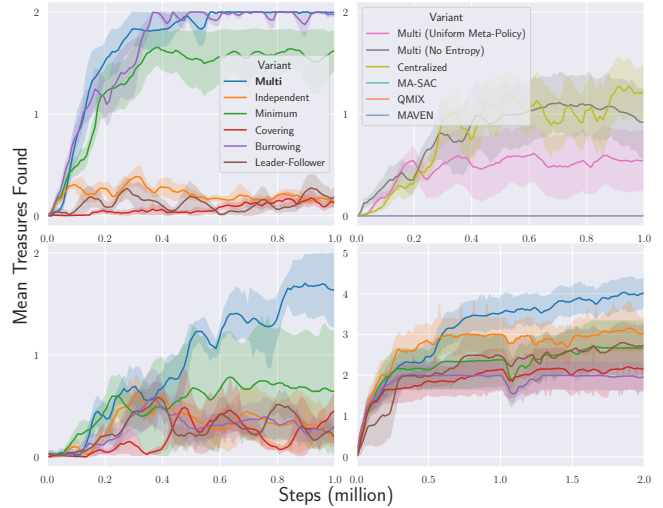 Mean Treasures Found
2
1
0
0.0
0.2
0.4
0.6
0.8
1.0
Variant
Multi
Independent
Minimum
Covering
Burrowing
Leader-Follower
2
1
0
0.0
0.2
0.4
0.6
0.8
1.0
Variant
Multi (Uniform Meta-Policy)
Multi (No Entropy)
Centralized
MA-SAC
QMIX
MAVEN
2
1
0
0.0
0.2
0.4
0.6
0.8
1.0
5
4
3
2
1
0
0.0
0.5
1.0
1.5
2.0
Steps (million)